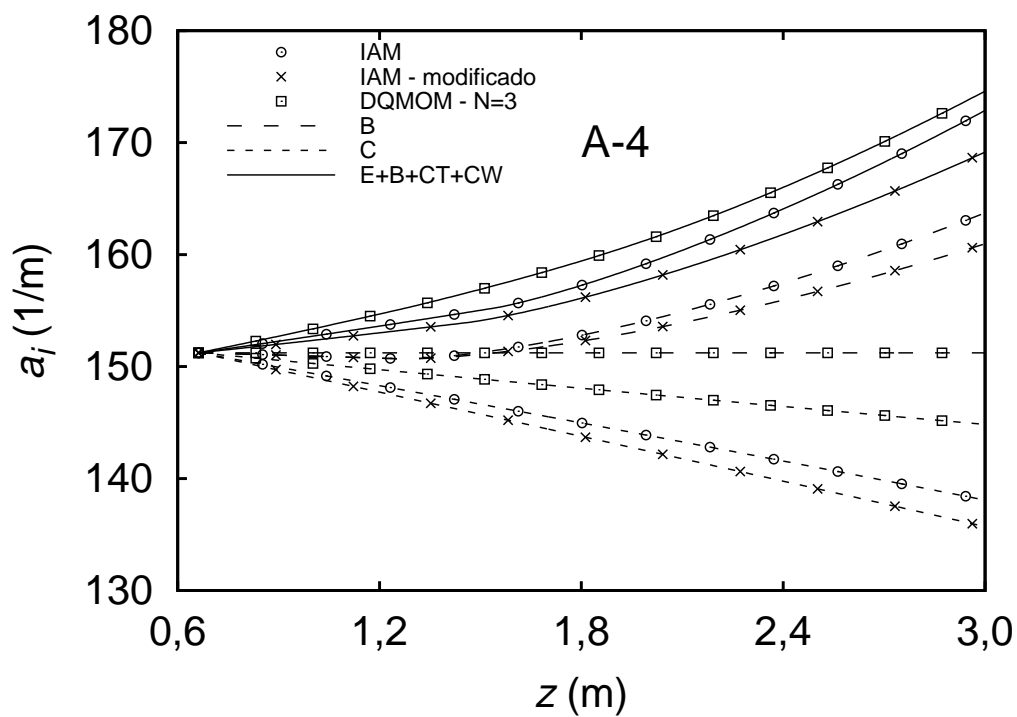 180
170
160
150
140
130
a_i (1/m)
IAM
IAM - modificado
DQMOM - N=3
B
C
E+B+CT+CW
A-4
0,6 1,2 1,8 2,4 3,0
z (m)